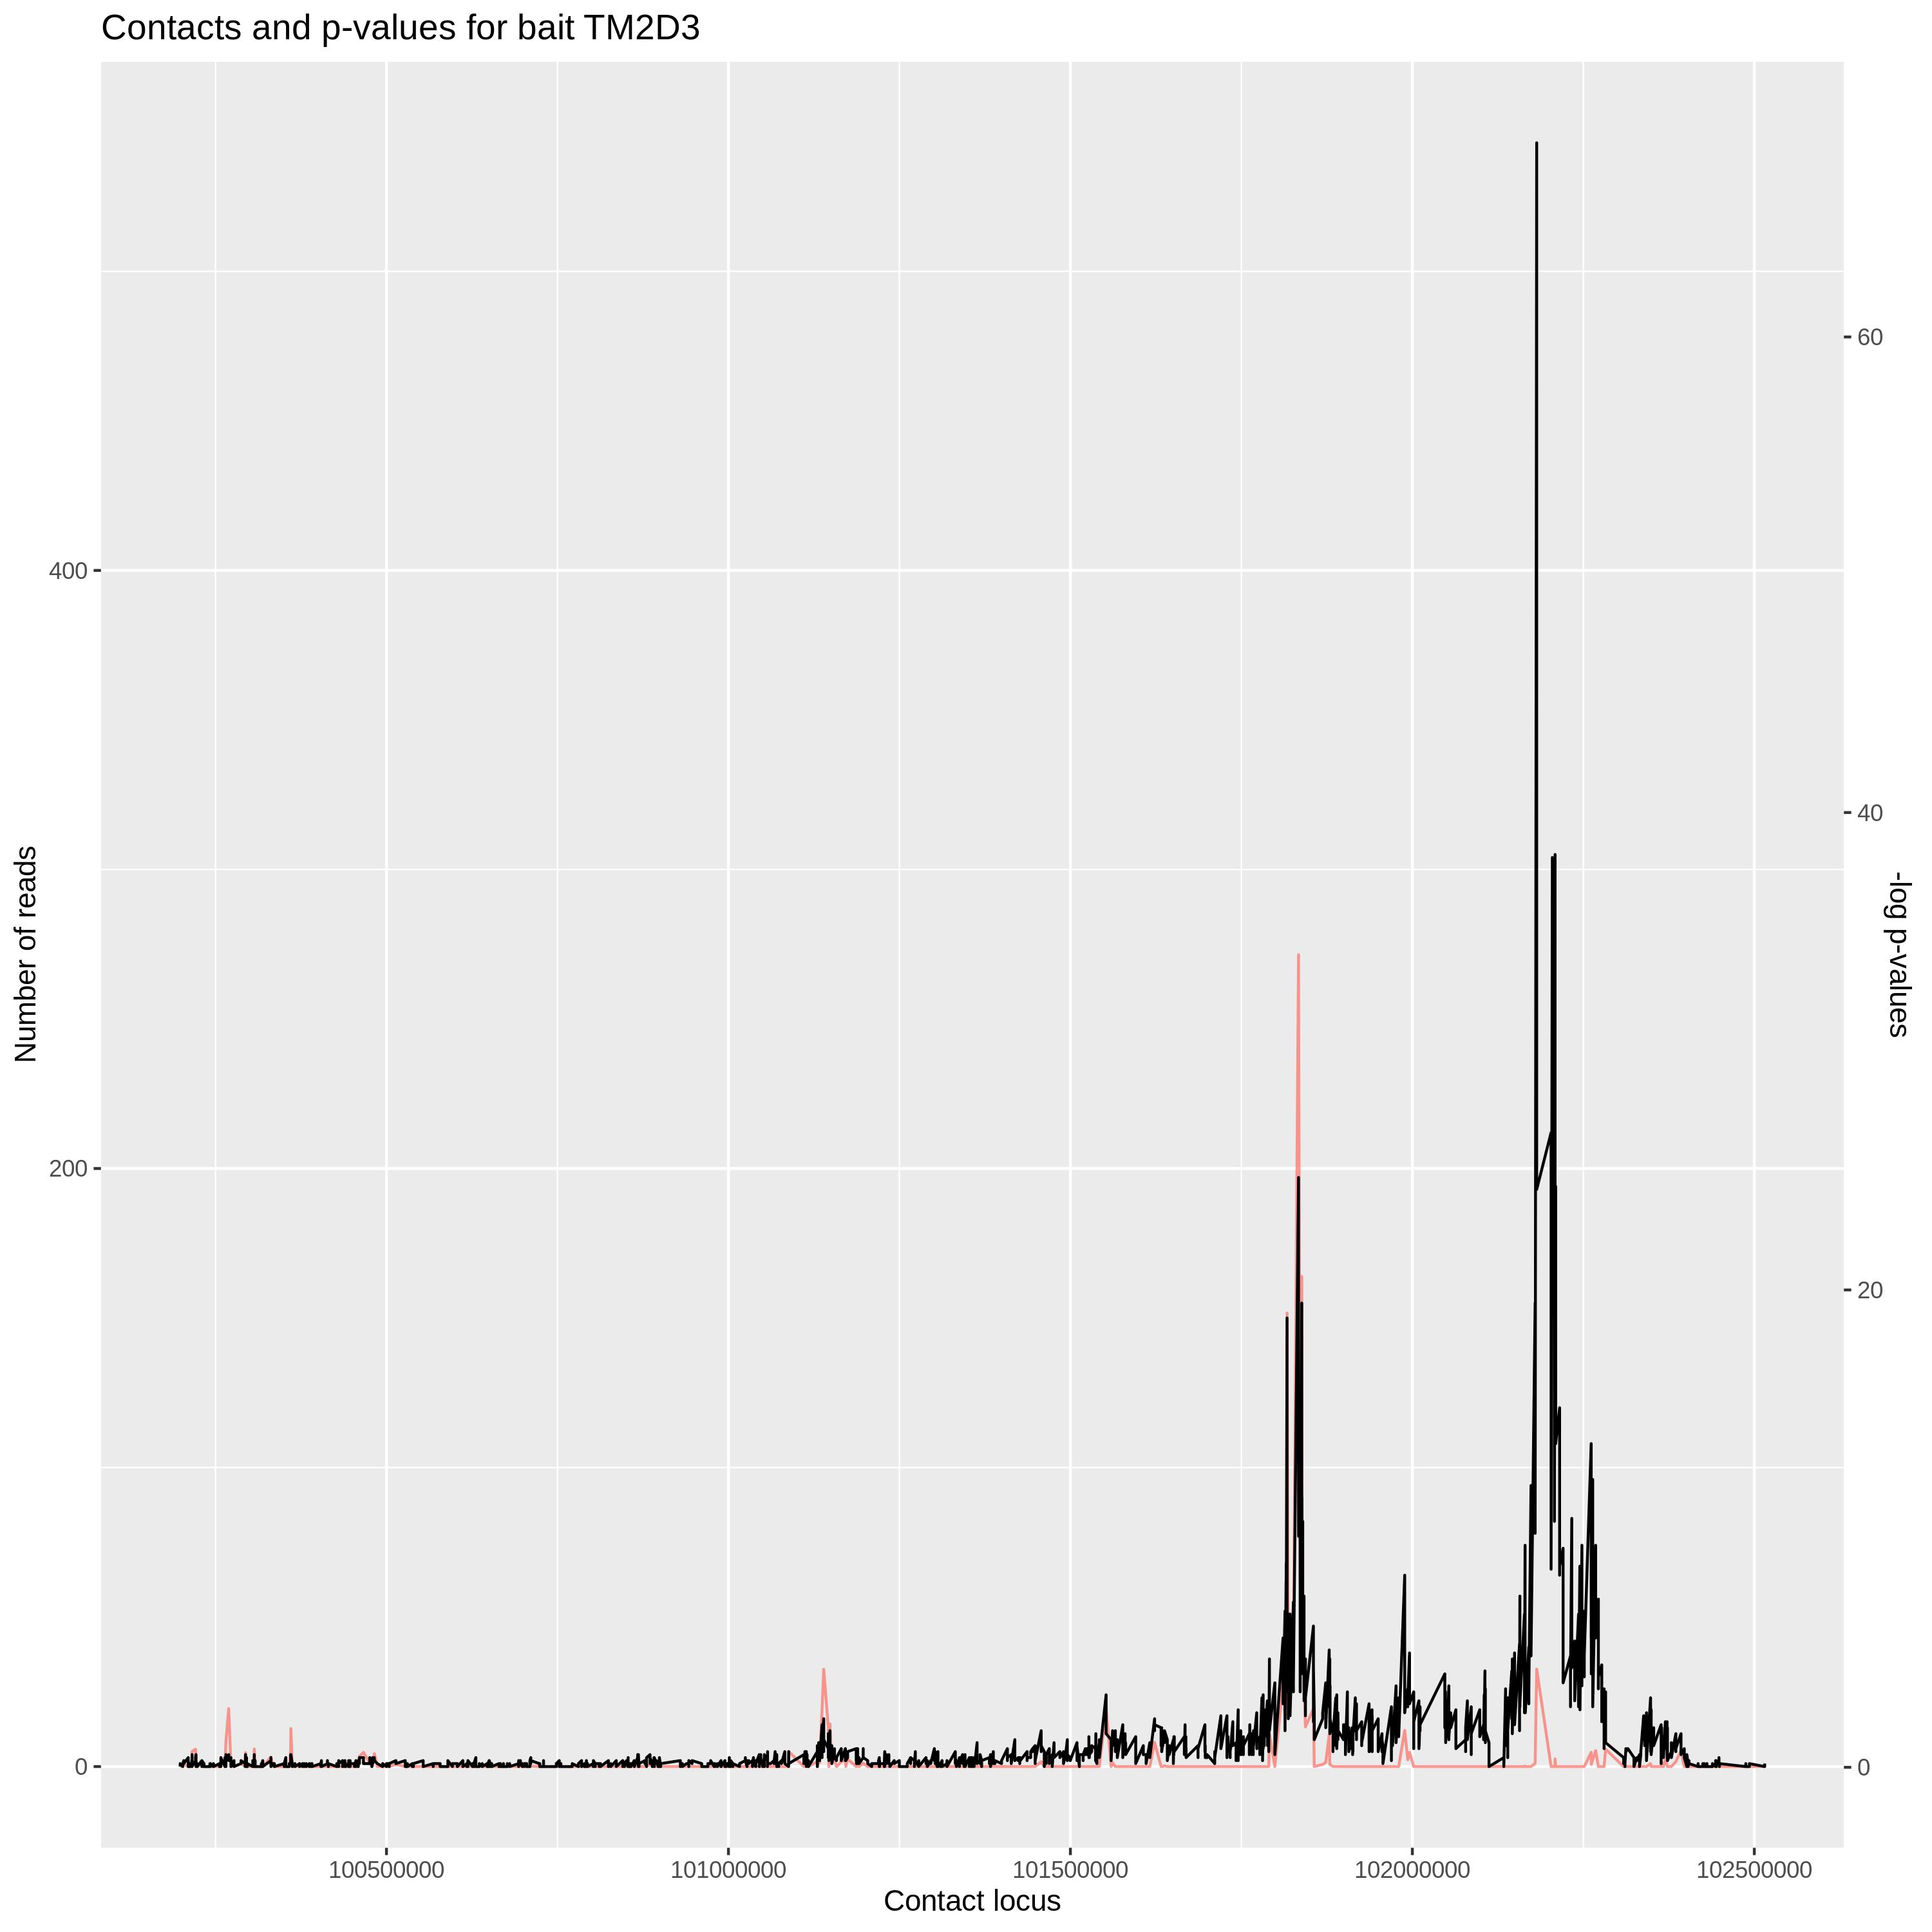 Contacts and p-values for bait TM2D3
Number of reads
400
200
0
60
40
20
0
-log p-values
100500000 101000000 101500000 102000000 102500000
Contact locus